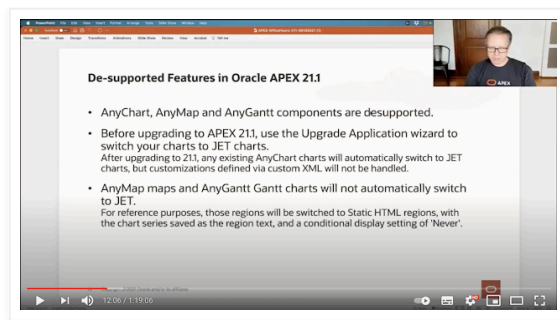 De-supported Features in Oracle APEX 21.1
APEX
• AnyChart, AnyMap and AnyGantt components are desupported.
• Before upgrading to APEX 21.1, use the Upgrade Application wizard to
switch your charts to JET charts.
After upgrading to 21.1, any existing AnyChart charts will automatically switch to JET
charts, but customizations defined via custom XML will not be handled.
• AnyMap maps and AnyGantt Gantt charts will not automatically switch
to JET.
For reference purposes, those regions will be switched to Static HTML regions, with
the chart series saved as the region text, and a conditional display setting of 'Never'.
12:06 / 1:19:06